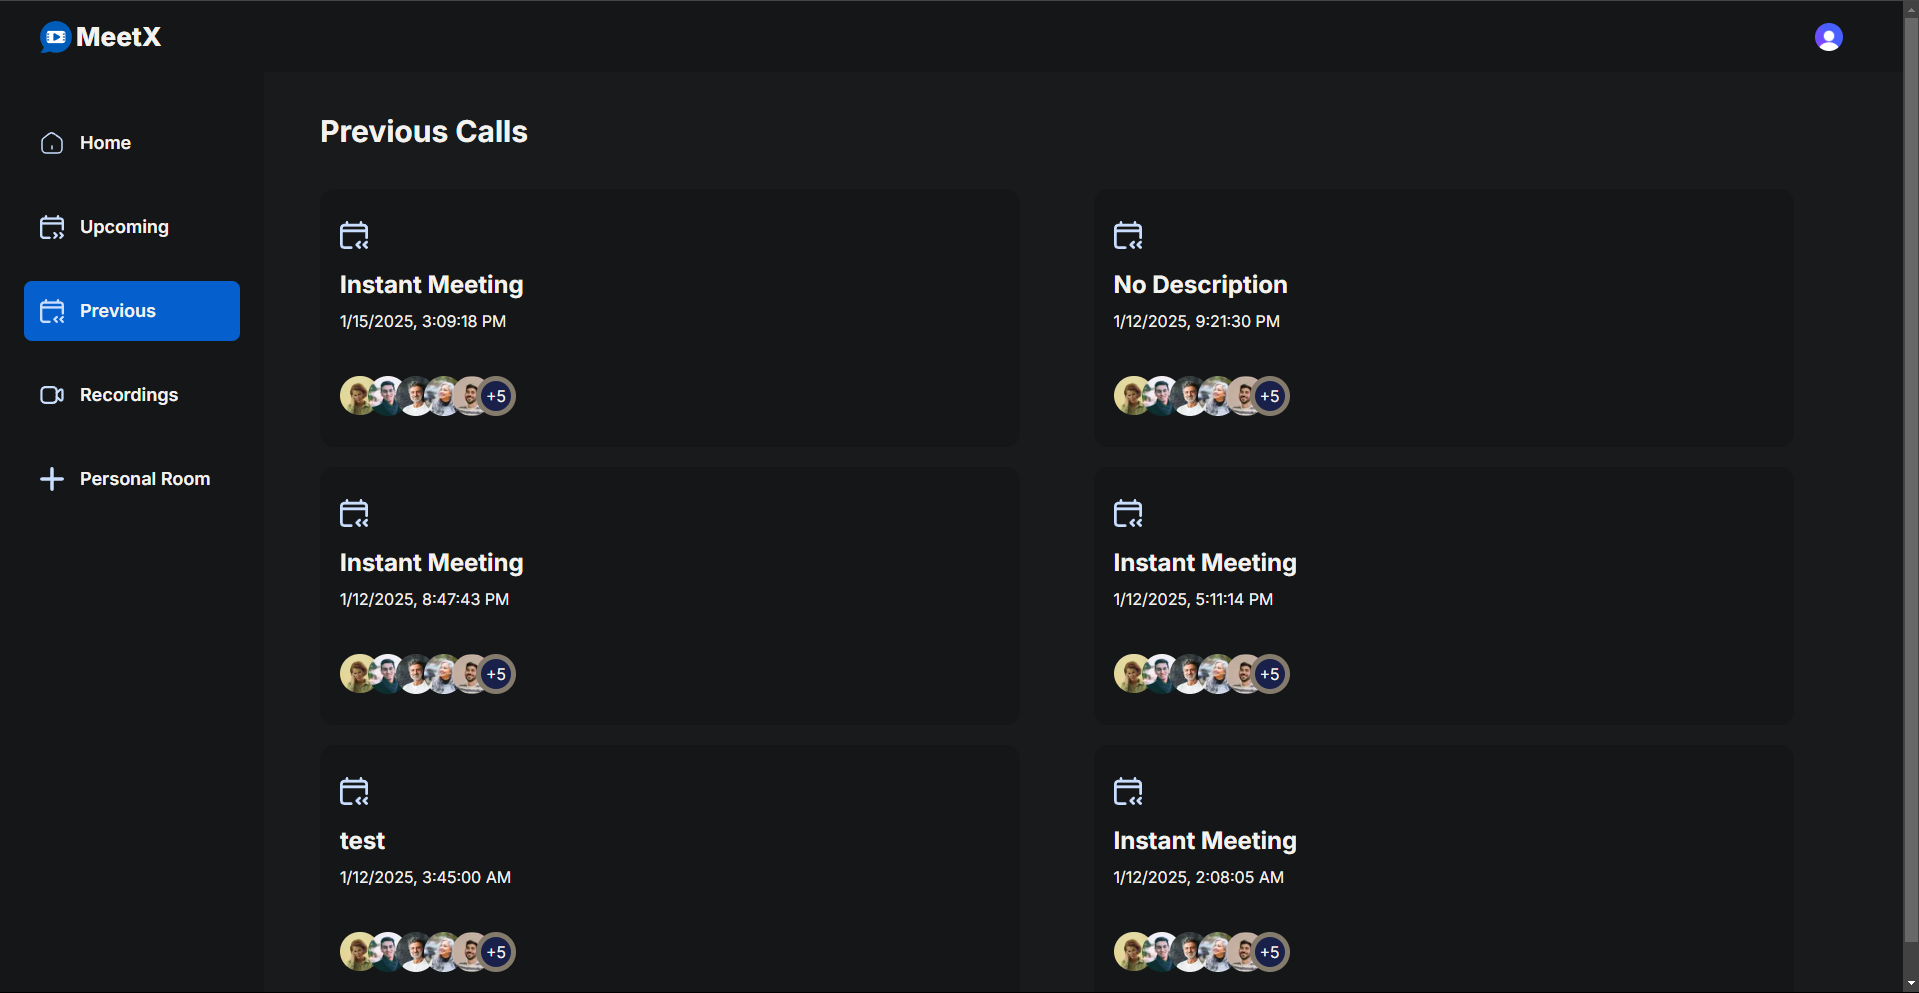 MeetX
Home
Upcoming
Previous
Recordings
Personal Room
Previous Calls
Instant Meeting
1/15/2025, 3:09:18 PM
+5
No Description
1/12/2025, 9:21:30 PM
+5
Instant Meeting
1/12/2025, 8:47:43 PM
+5
Instant Meeting
1/12/2025, 5:11:14 PM
+5
test
1/12/2025, 3:45:00 AM
+5
Instant Meeting
1/12/2025, 2:08:05 AM
+5